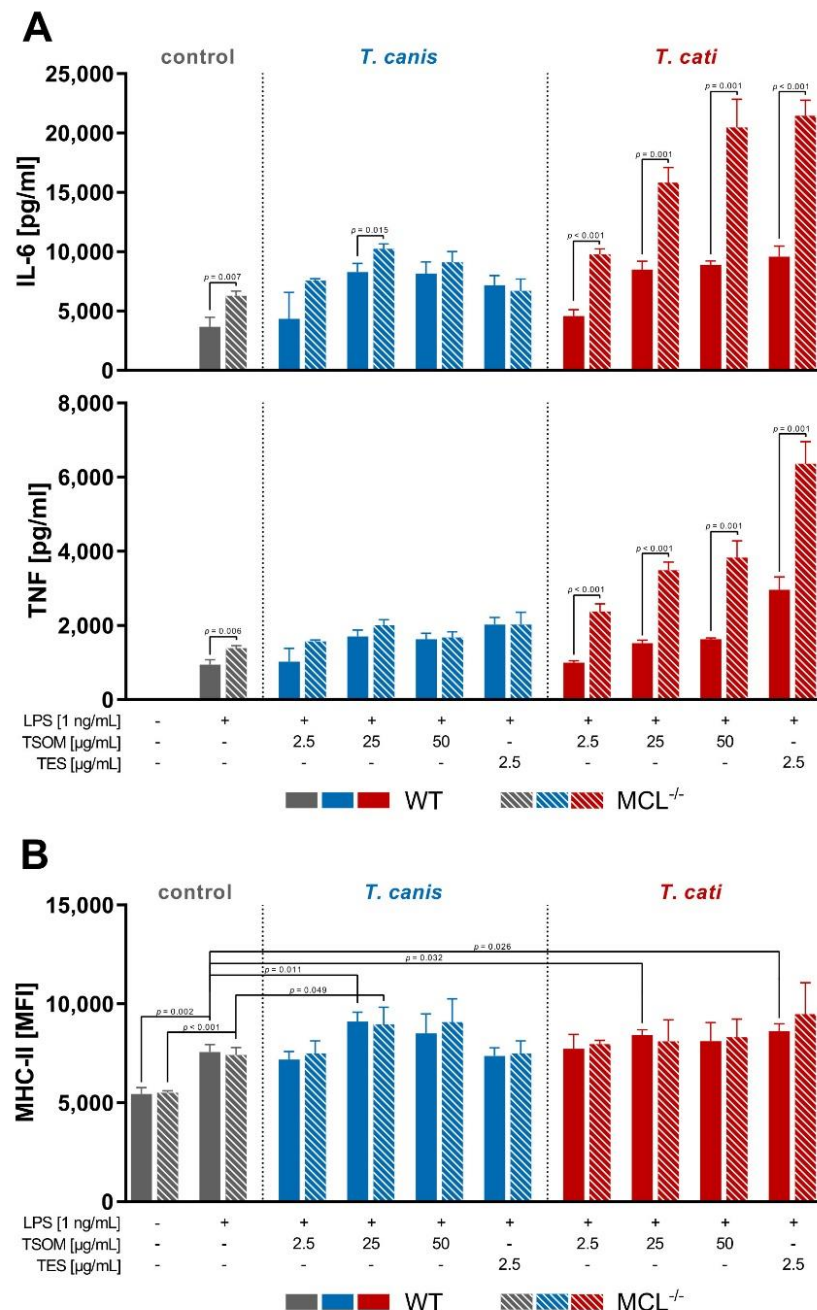 A
control T. canis T. cati
25,000
20,000
15,000
10,000
5,000
0
IL-6 [pg/ml]
p = 0.007
p = 0.015
p < 0.001
p = 0.001
p = 0.001
p < 0.001
8,000
6,000
4,000
2,000
0
TNF [pg/ml]
p = 0.006
p < 0.001
p < 0.001
p = 0.001
p = 0.001
LPS [1 ng/mL] - + + + + + + + + +
TSOM [µg/mL] - - 2.5 25 50 - 2.5 25 50 -
TES [µg/mL] - - - - - 2.5 - - - 2.5
WT MCL-/-
B
control T. canis T. cati
15,000
10,000
5,000
0
MHC-II [MFI]
p = 0.026
p = 0.032
p = 0.011
p = 0.049
p = 0.002
p < 0.001
LPS [1 ng/mL] - + + + + + + + + +
TSOM [µg/mL] - - 2.5 25 50 - 2.5 25 50 -
TES [µg/mL] - - - - - 2.5 - - - 2.5
WT MCL-/-